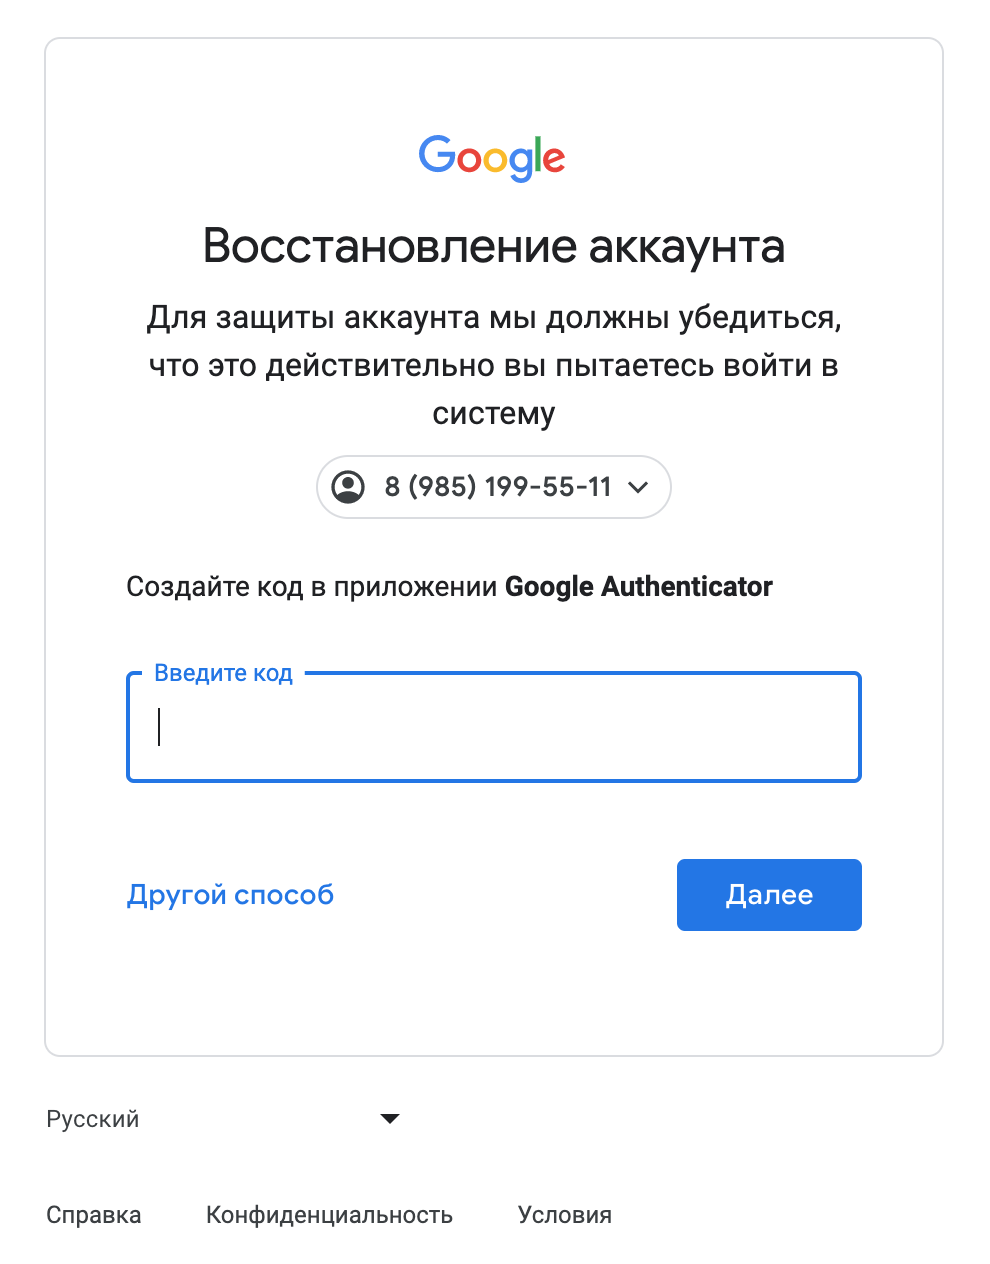 Google
Восстановление аккаунта
Для защиты аккаунта мы должны убедиться,
что это действительно вы пытаетесь войти в
систему
8 (985) 199-55-11
Создайте код в приложении Google Authenticator
Введите код
Другой способ
Далее
Русский
Справка Конфиденциальность Условия